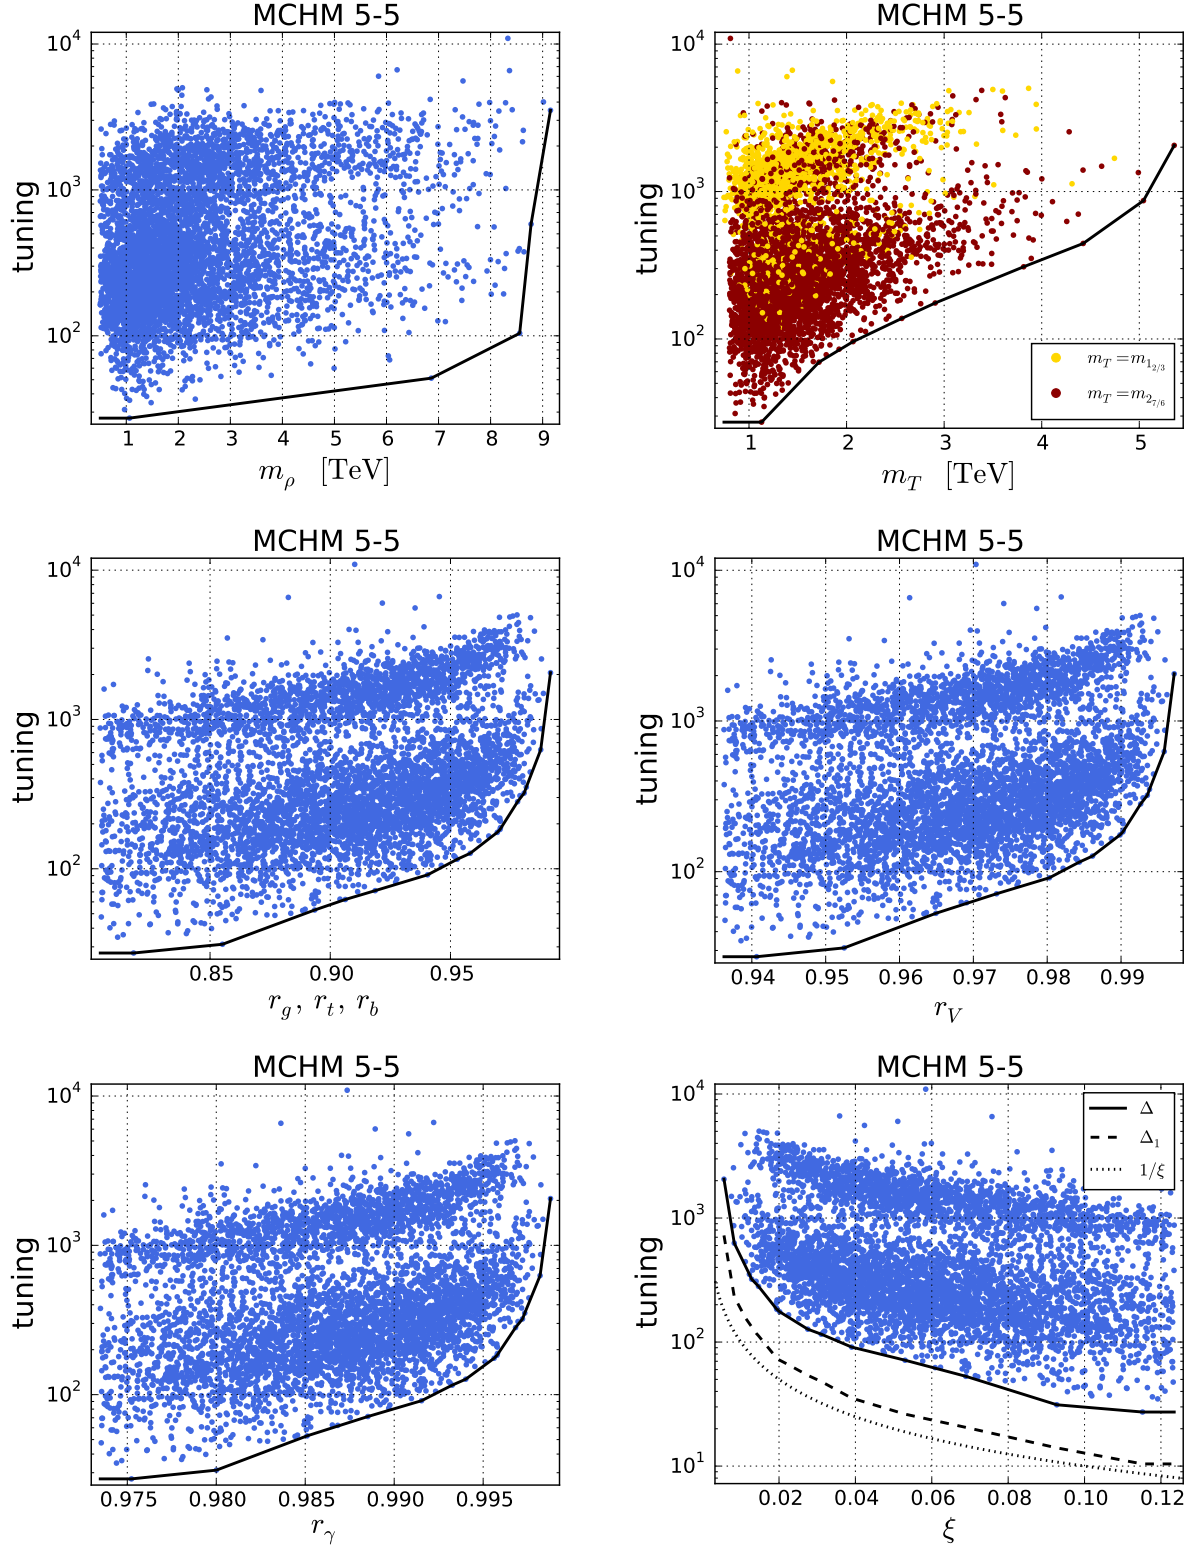 MCHM 5-5
tuning
10^4
10^3
10^2
1 2 3 4 5 6 7 8 9
m_ρ [TeV]
MCHM 5-5
tuning
10^4
10^3
10^2
m_T = m_{1_{2/3}}
m_T = m_{2_{7/6}}
1 2 3 4 5
m_T [TeV]
MCHM 5-5
tuning
10^4
10^3
10^2
0.85 0.90 0.95
r_g, r_t, r_b
MCHM 5-5
tuning
10^4
10^3
10^2
0.94 0.95 0.96 0.97 0.98 0.99
r_V
MCHM 5-5
tuning
10^4
10^3
10^2
0.975 0.980 0.985 0.990 0.995
r_γ
MCHM 5-5
tuning
10^4
10^3
10^2
10^1
Δ
Δ_1
1/ξ
0.02 0.04 0.06 0.08 0.10 0.12
ξ